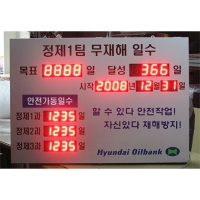 정제1팀 무재해 일수
목표 8888 일 달성 366 일
시작 2008 년 12 월 31 일
안전가동일수
정제1과 1235 일
정제2과 1235 일
정제3과 1235 일
할 수 있다 안전작업!
자신있다 재해방지!
Hyundai Oilbank